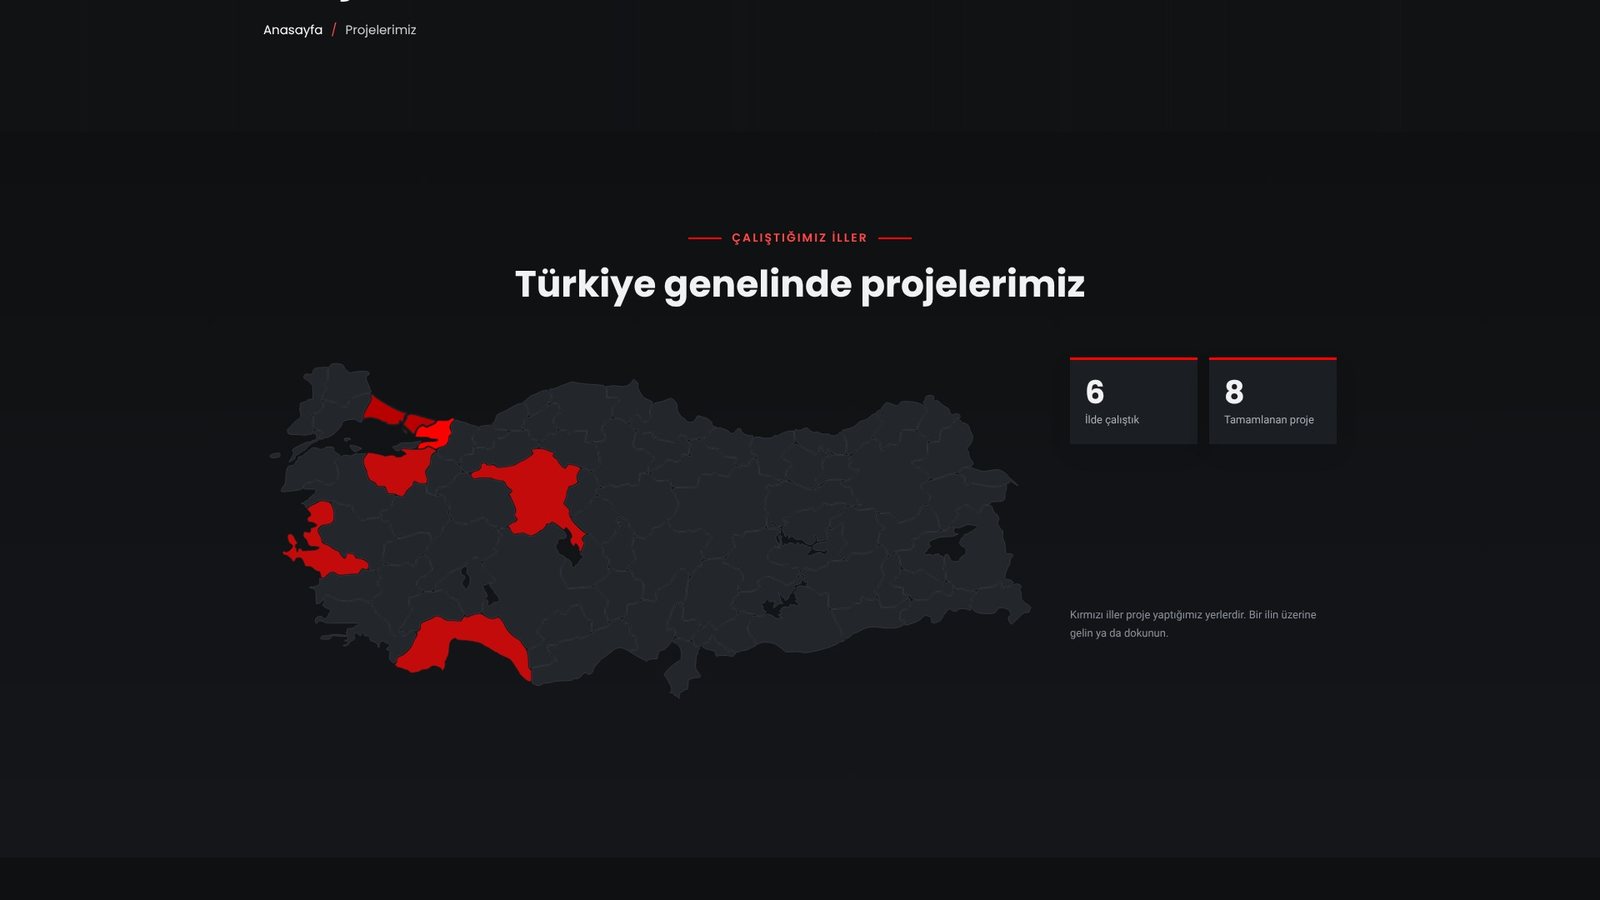 Anasayfa / Projelerimiz
ÇALIŞTIĞIMIZ İLLER
Türkiye genelinde projelerimiz
6
İlde çalıştık
8
Tamamlanan proje
Kırmızı iller proje yaptığımız yerlerdir. Bir ilin üzerine
gelin ya da dokunun.